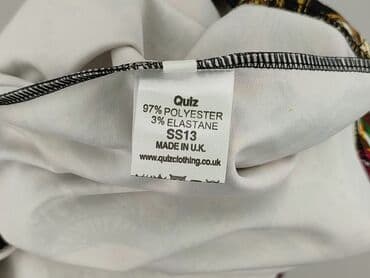 Quiz
97% POLYESTER
3% ELASTANE
SS13
MADE IN U.K.
www.quizclothing.co.uk